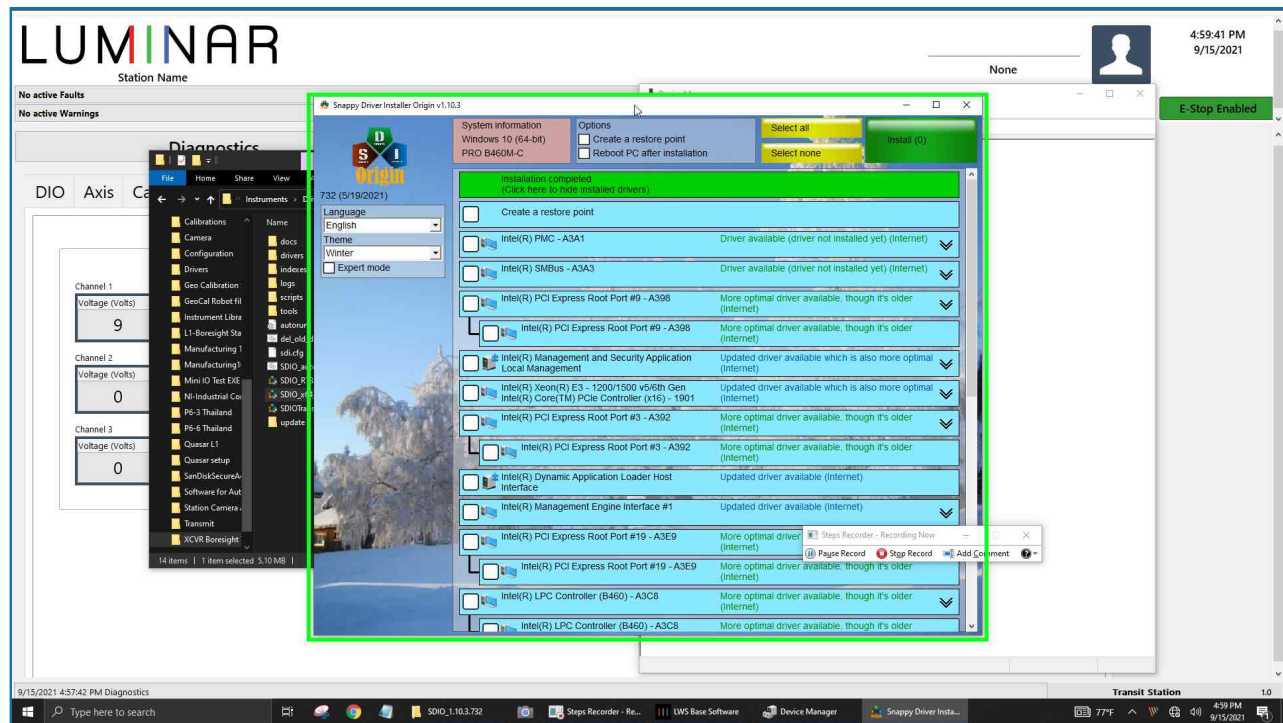 LUMINAR
Station Name
None
4:59:41 PM
9/15/2021
No active Faults
No active Warnings
E-Stop Enabled
Diagnostics
DIO Axis
Channel 1
Voltage (Volts)
9
Channel 2
Voltage (Volts)
0
Channel 3
Voltage (Volts)
0
File Home Share View
Instruments
Calibrations
Camera
Configuration
Drivers
Geo Calibration
GeoCal Robot fil
Instrument Libra
L1-Boresight Sta
Manufacturing 1
Manufacturing1
Mini IO Test EXE
NI-Industrial Co
P6-3 Thailand
P6-6 Thailand
Quasar L1
Quasar setup
SanDiskSecureA
Software for Aut
Station Camera
Transmit
XCVR Boresight
Name
docs
drivers
indexes
logs
scripts
tools
autorun
del_old
sdi.cfg
SDIO_au
SDIO_R
SDIO_x64
SDIOTra
update
14 items 1 item selected 5.10 MB
Snappy Driver Installer Origin v1.10.3
S D I
Origin
732 (5/19/2021)
Language
English
Theme
Winter
Expert mode
System information
Windows 10 (64-bit)
PRO B460M-C
Options
Create a restore point
Reboot PC after installation
Select all
Select none
Install (0)
Installation completed
(Click here to hide installed drivers)
Create a restore point
Intel(R) PMC - A3A1 Driver available (driver not installed yet) (Internet)
Intel(R) SMBus - A3A3 Driver available (driver not installed yet) (Internet)
Intel(R) PCI Express Root Port #9 - A398 More optimal driver available, though it's older
(Internet)
Intel(R) PCI Express Root Port #9 - A398 More optimal driver available, though it's older
(Internet)
Intel(R) Management and Security Application Updated driver available which is also more optimal
Local Management (Internet)
Intel(R) Xeon(R) E3 - 1200/1500 v5/6th Gen Updated driver available which is also more optimal
Intel(R) Core(TM) PCIe Controller (x16) - 1901 (Internet)
Intel(R) PCI Express Root Port #3 - A392 More optimal driver available, though it's older
(Internet)
Intel(R) PCI Express Root Port #3 - A392 More optimal driver available, though it's older
(Internet)
Intel(R) Dynamic Application Loader Host Updated driver available (Internet)
Interface
Intel(R) Management Engine Interface #1 Updated driver available (Internet)
Intel(R) PCI Express Root Port #19 - A3E9 More optimal driver
(Internet)
Intel(R) PCI Express Root Port #19 - A3E9 More optimal driver available, though it's older
(Internet)
Intel(R) LPC Controller (B460) - A3C8 More optimal driver available, though it's older
(Internet)
Intel(R) LPC Controller (B460) - A3C8 More optimal driver available, though it's older
Steps Recorder - Recording Now
Pause Record Stop Record Add Comment
9/15/2021 4:57:42 PM Diagnostics
Transit Station 1.0
Type here to search
SDIO_1.10.3.732
Steps Recorder - Re...
LWS Base Software
Device Manager
Snappy Driver Insta...
77°F
4:59 PM
9/15/2021